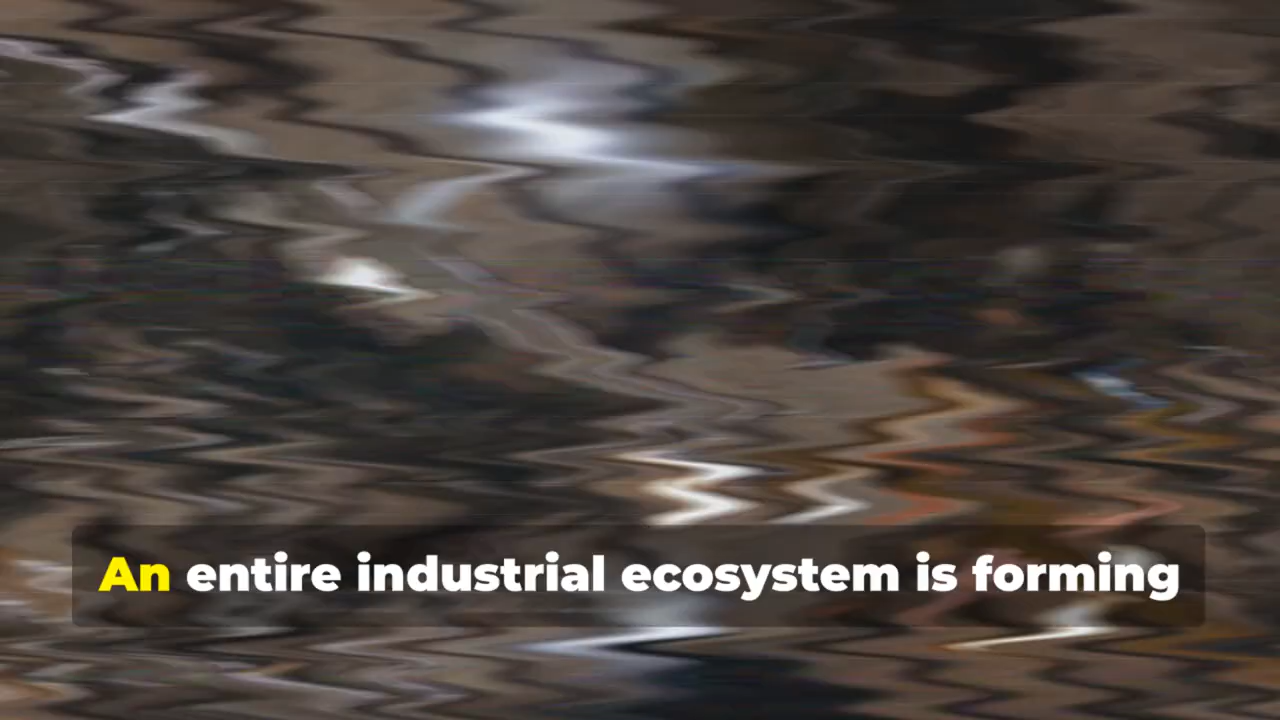 An entire industrial ecosystem is forming